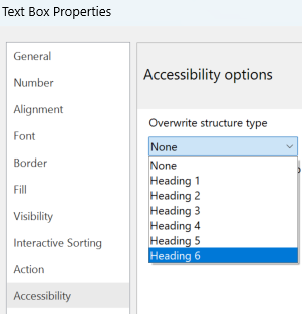 Text Box Properties
General
Number
Alignment
Font
Border
Fill
Visibility
Interactive Sorting
Action
Accessibility
Accessibility options
Overwrite structure type
None
None
Heading 1
Heading 2
Heading 3
Heading 4
Heading 5
Heading 6